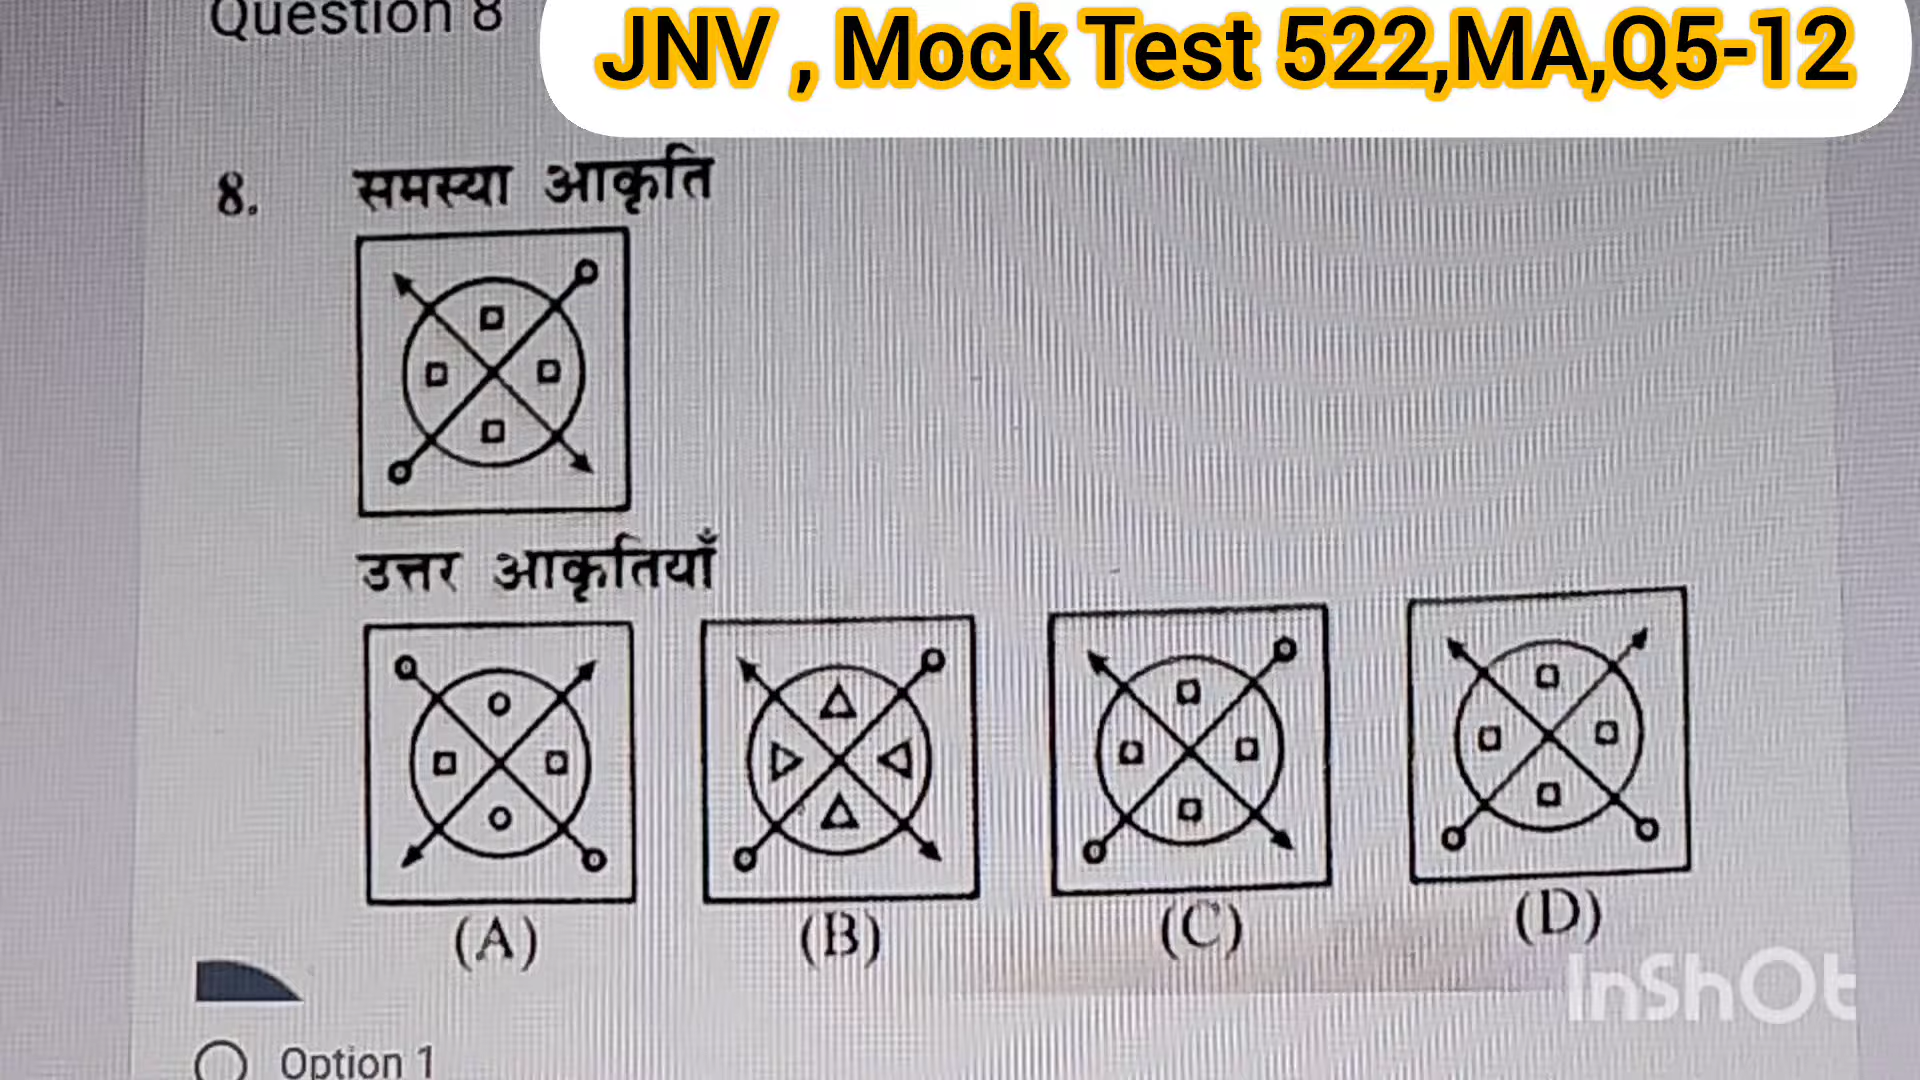 Question 8
JNV , Mock Test 522,MA,Q5-12
8. समस्या आकृति
उत्तर आकृतियाँ
(A) (B) (C) (D)
InShOt
Option 1